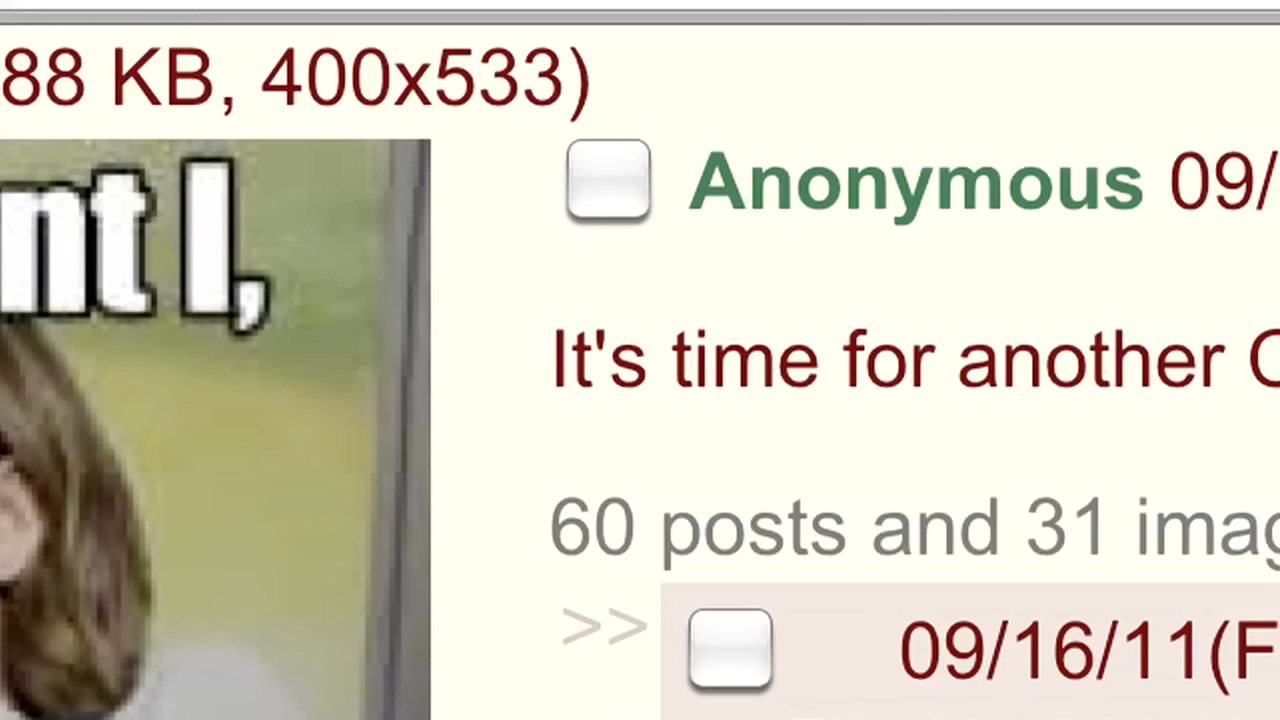 88 KB, 400x533)
nt I,
Anonymous 09/
It's time for another
60 posts and 31 imag
>> 09/16/11(F